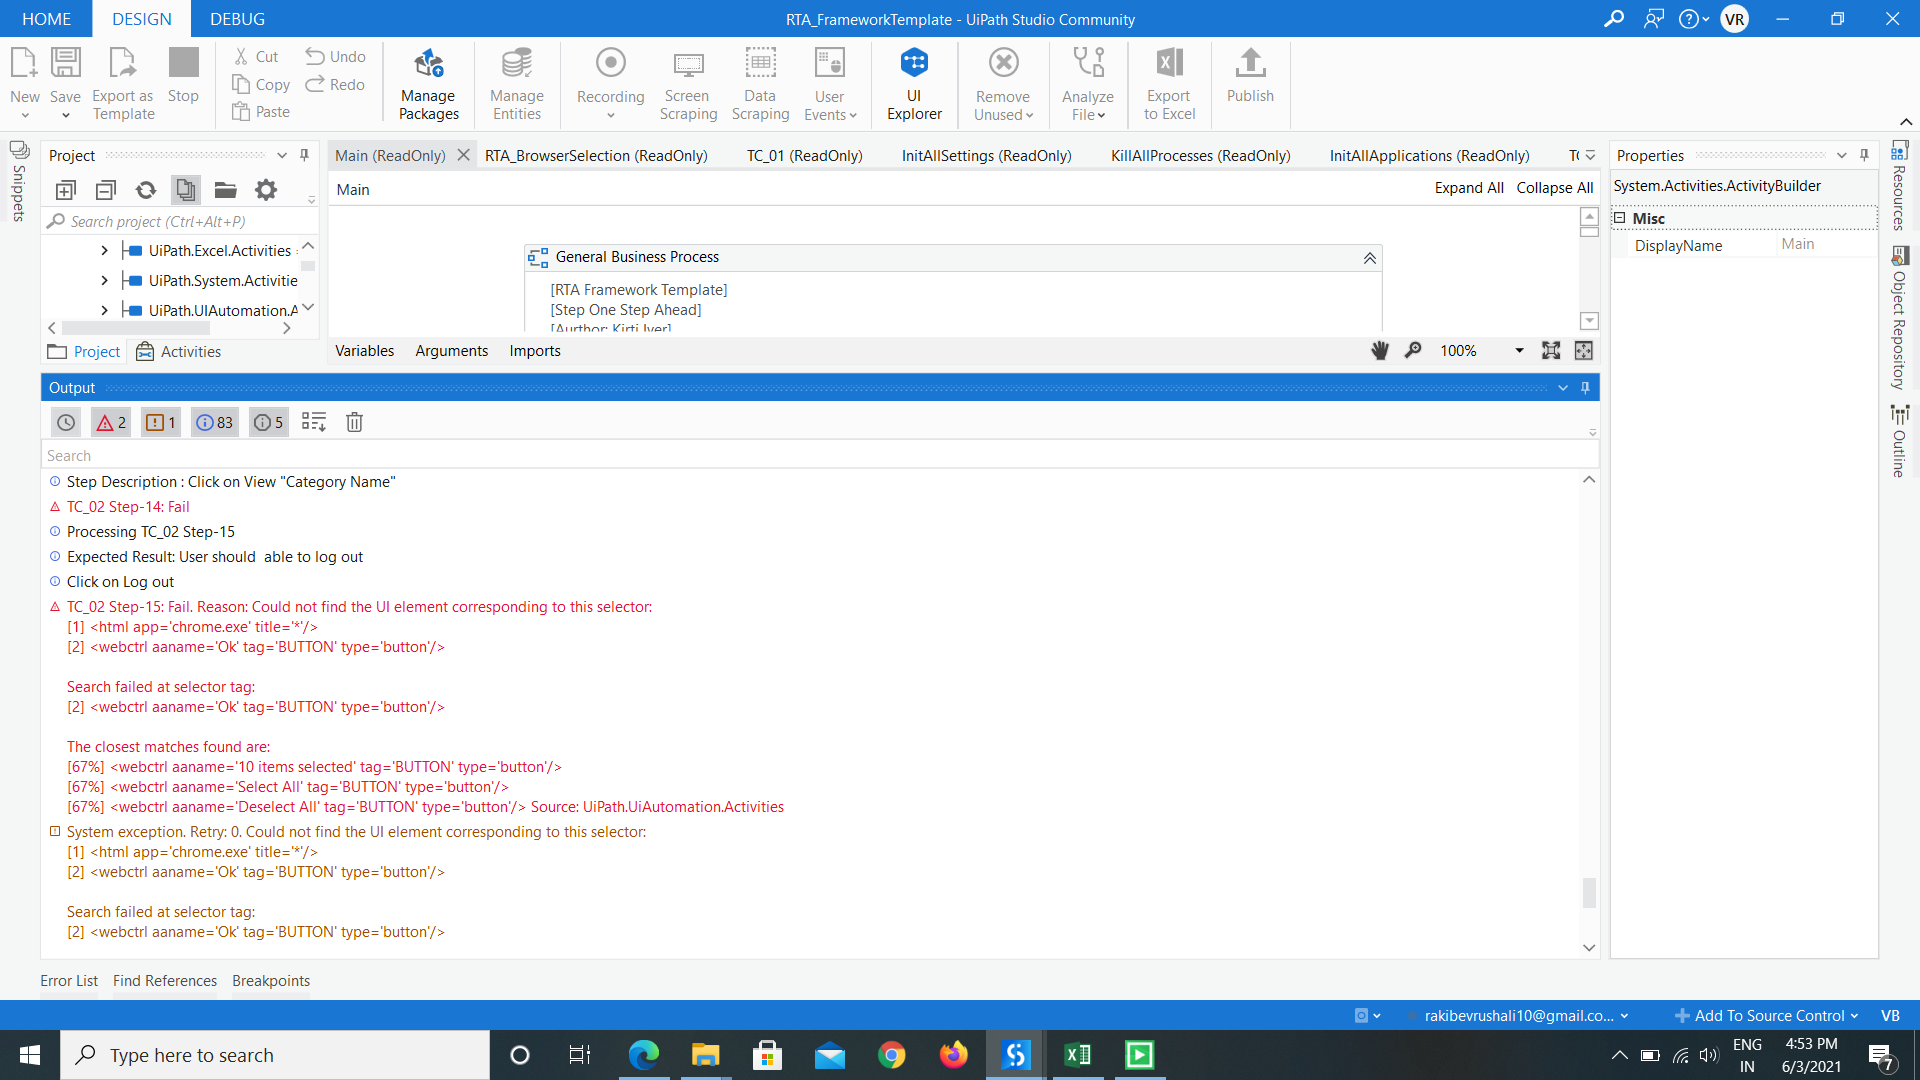 HOME DESIGN DEBUG
RTA_FrameworkTemplate - UiPath Studio Community
VR
New
Save
Export as Template
Stop
Cut
Copy
Paste
Undo
Redo
Manage Packages
Manage Entities
Recording
Screen Scraping
Data Scraping
User Events
UI Explorer
Remove Unused
Analyze File
Export to Excel
Publish
Snippets
Project
Search project (Ctrl+Alt+P)
UiPath.Excel.Activities
UiPath.System.Activitie
UiPath.UIAutomation.A
Project Activities
Main (ReadOnly) RTA_BrowserSelection (ReadOnly) TC_01 (ReadOnly) InitAllSettings (ReadOnly) KillAllProcesses (ReadOnly) InitAllApplications (ReadOnly)
Main
Expand All Collapse All
General Business Process
[RTA Framework Template]
[Step One Step Ahead]
[Aurthor: Kirti Iyer]
Variables Arguments Imports
100%
Properties
System.Activities.ActivityBuilder
Misc
DisplayName Main
Resources
Object Repository
Outline
Output
2 1 83 5
Search
Step Description : Click on View "Category Name"
TC_02 Step-14: Fail
Processing TC_02 Step-15
Expected Result: User should  able to log out
Click on Log out
TC_02 Step-15: Fail. Reason: Could not find the UI element corresponding to this selector:
[1] <html app='chrome.exe' title='*'/>
[2] <webctrl aaname='Ok' tag='BUTTON' type='button'/>
Search failed at selector tag:
[2] <webctrl aaname='Ok' tag='BUTTON' type='button'/>
The closest matches found are:
[67%] <webctrl aaname='10 items selected' tag='BUTTON' type='button'/>
[67%] <webctrl aaname='Select All' tag='BUTTON' type='button'/>
[67%] <webctrl aaname='Deselect All' tag='BUTTON' type='button'/> Source: UiPath.UiAutomation.Activities
System exception. Retry: 0. Could not find the UI element corresponding to this selector:
[1] <html app='chrome.exe' title='*'/>
[2] <webctrl aaname='Ok' tag='BUTTON' type='button'/>
Search failed at selector tag:
[2] <webctrl aaname='Ok' tag='BUTTON' type='button'/>
Error List Find References Breakpoints
rakibevrushali10@gmail.co... Add To Source Control VB
Type here to search
ENG
IN
4:53 PM
6/3/2021
7